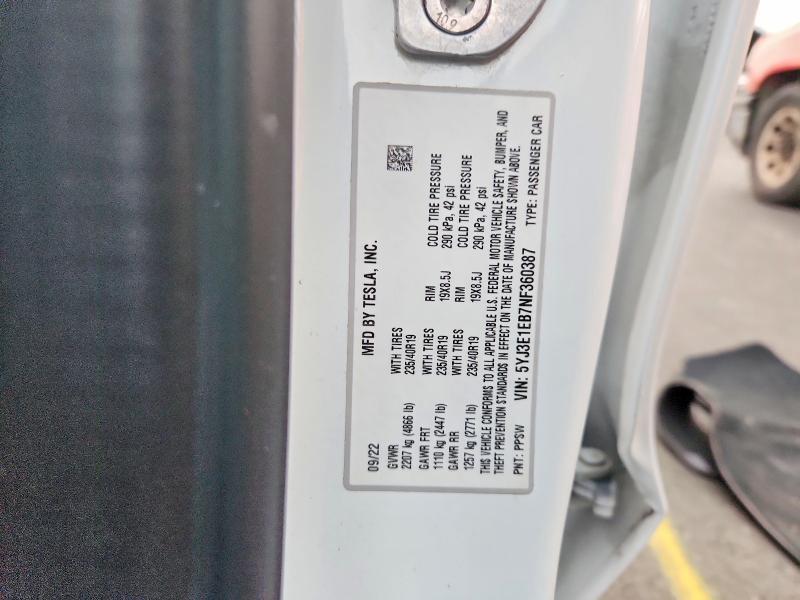 109
09/22 MFD BY TESLA, INC.
GVWR WITH TIRES
2207 kg (4866 lb) 235/40R19
GAWR FRT WITH TIRES RIM COLD TIRE PRESSURE
1110 kg (2447 lb) 235/40R19 19X8.5J 290 kPa, 42 psi
GAWR RR WITH TIRES RIM COLD TIRE PRESSURE
1257 kg (2771 lb) 235/40R19 19X8.5J 290 kPa, 42 psi
THIS VEHICLE CONFORMS TO ALL APPLICABLE U.S. FEDERAL MOTOR VEHICLE SAFETY, BUMPER, AND
THEFT PREVENTION STANDARDS IN EFFECT ON THE DATE OF MANUFACTURE SHOWN ABOVE.
PNT: PPSW VIN: 5YJ3E1EB7NF360387 TYPE: PASSENGER CAR